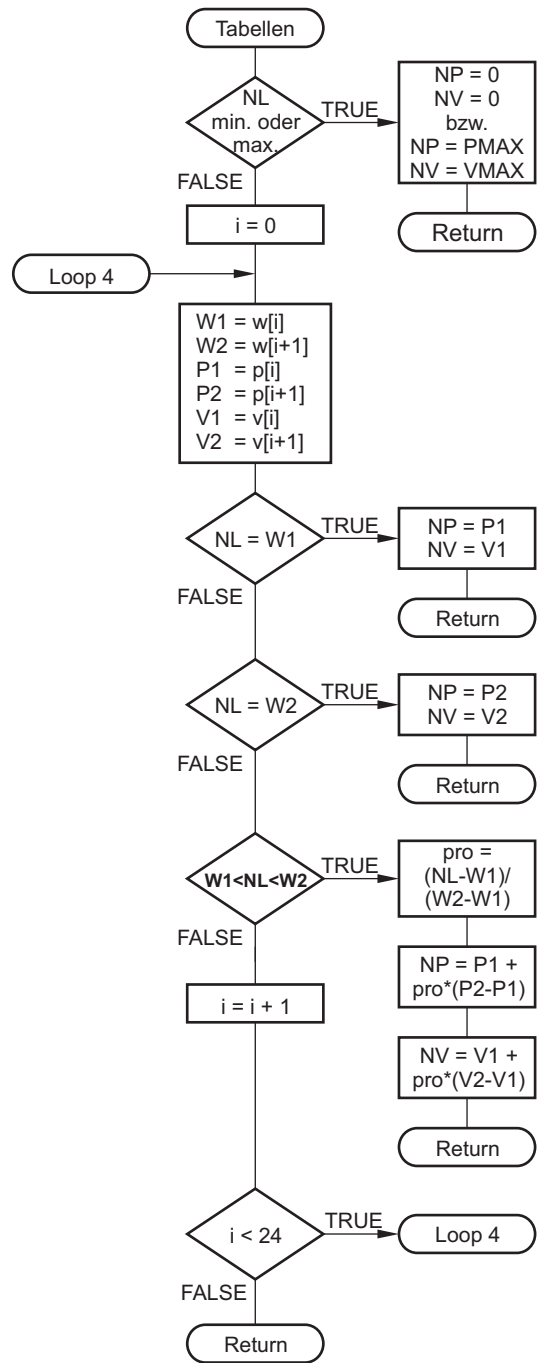 Tabellen
NL
min. oder
max.
TRUE
NP = 0
NV = 0
bzw.
NP = PMAX
NV = VMAX
Return
FALSE
i = 0
Loop 4
W1 = w[i]
W2 = w[i+1]
P1 = p[i]
P2 = p[i+1]
V1 = v[i]
V2 = v[i+1]
NL = W1
TRUE
NP = P1
NV = V1
Return
FALSE
NL = W2
TRUE
NP = P2
NV = V2
Return
FALSE
W1<NL<W2
TRUE
pro =
(NL-W1)/
(W2-W1)
NP = P1 +
pro*(P2-P1)
NV = V1 +
pro*(V2-V1)
Return
FALSE
i = i + 1
i < 24
TRUE
Loop 4
FALSE
Return